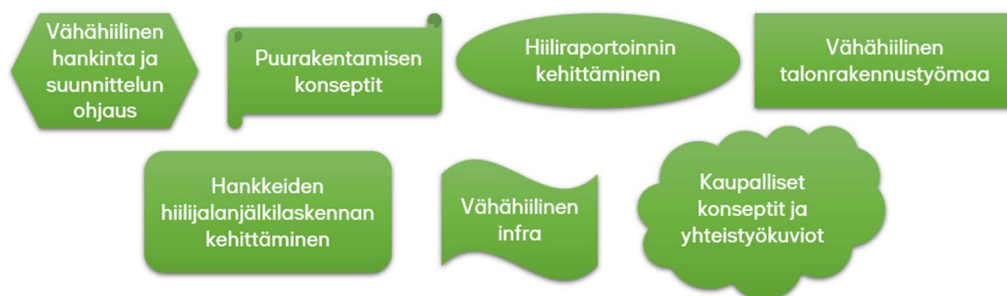 Vähähiilinen
hankinta ja
suunnittelun
ohjaus
Puurakentamisen
konseptit
Hiiliraportoinnin
kehittäminen
Vähähiilinen
talonrakennustyömaa
Hankkeiden
hiilijalanjälkilaskennan
kehittäminen
Vähähiilinen
infra
Kaupalliset
konseptit ja
yhteistyökuviot